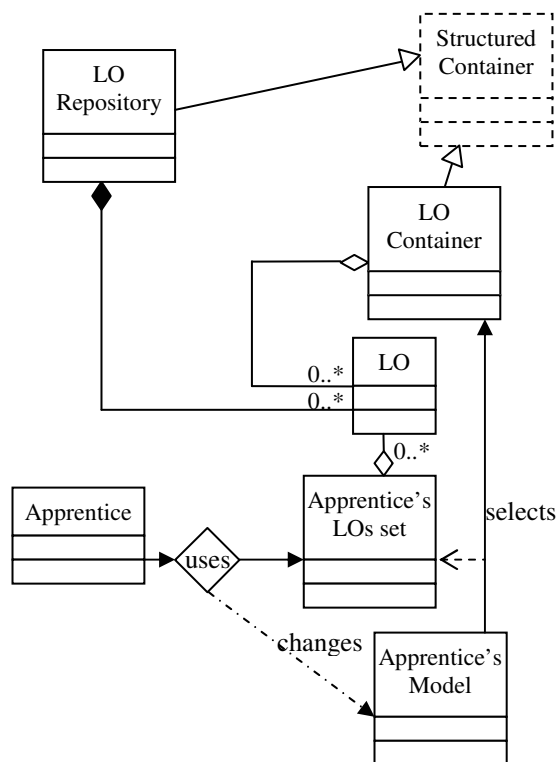 Structured
Container
LO
Repository
LO
Container
LO
0..*
0..*
0..*
Apprentice
uses
Apprentice's
LOs set
selects
changes
Apprentice's
Model